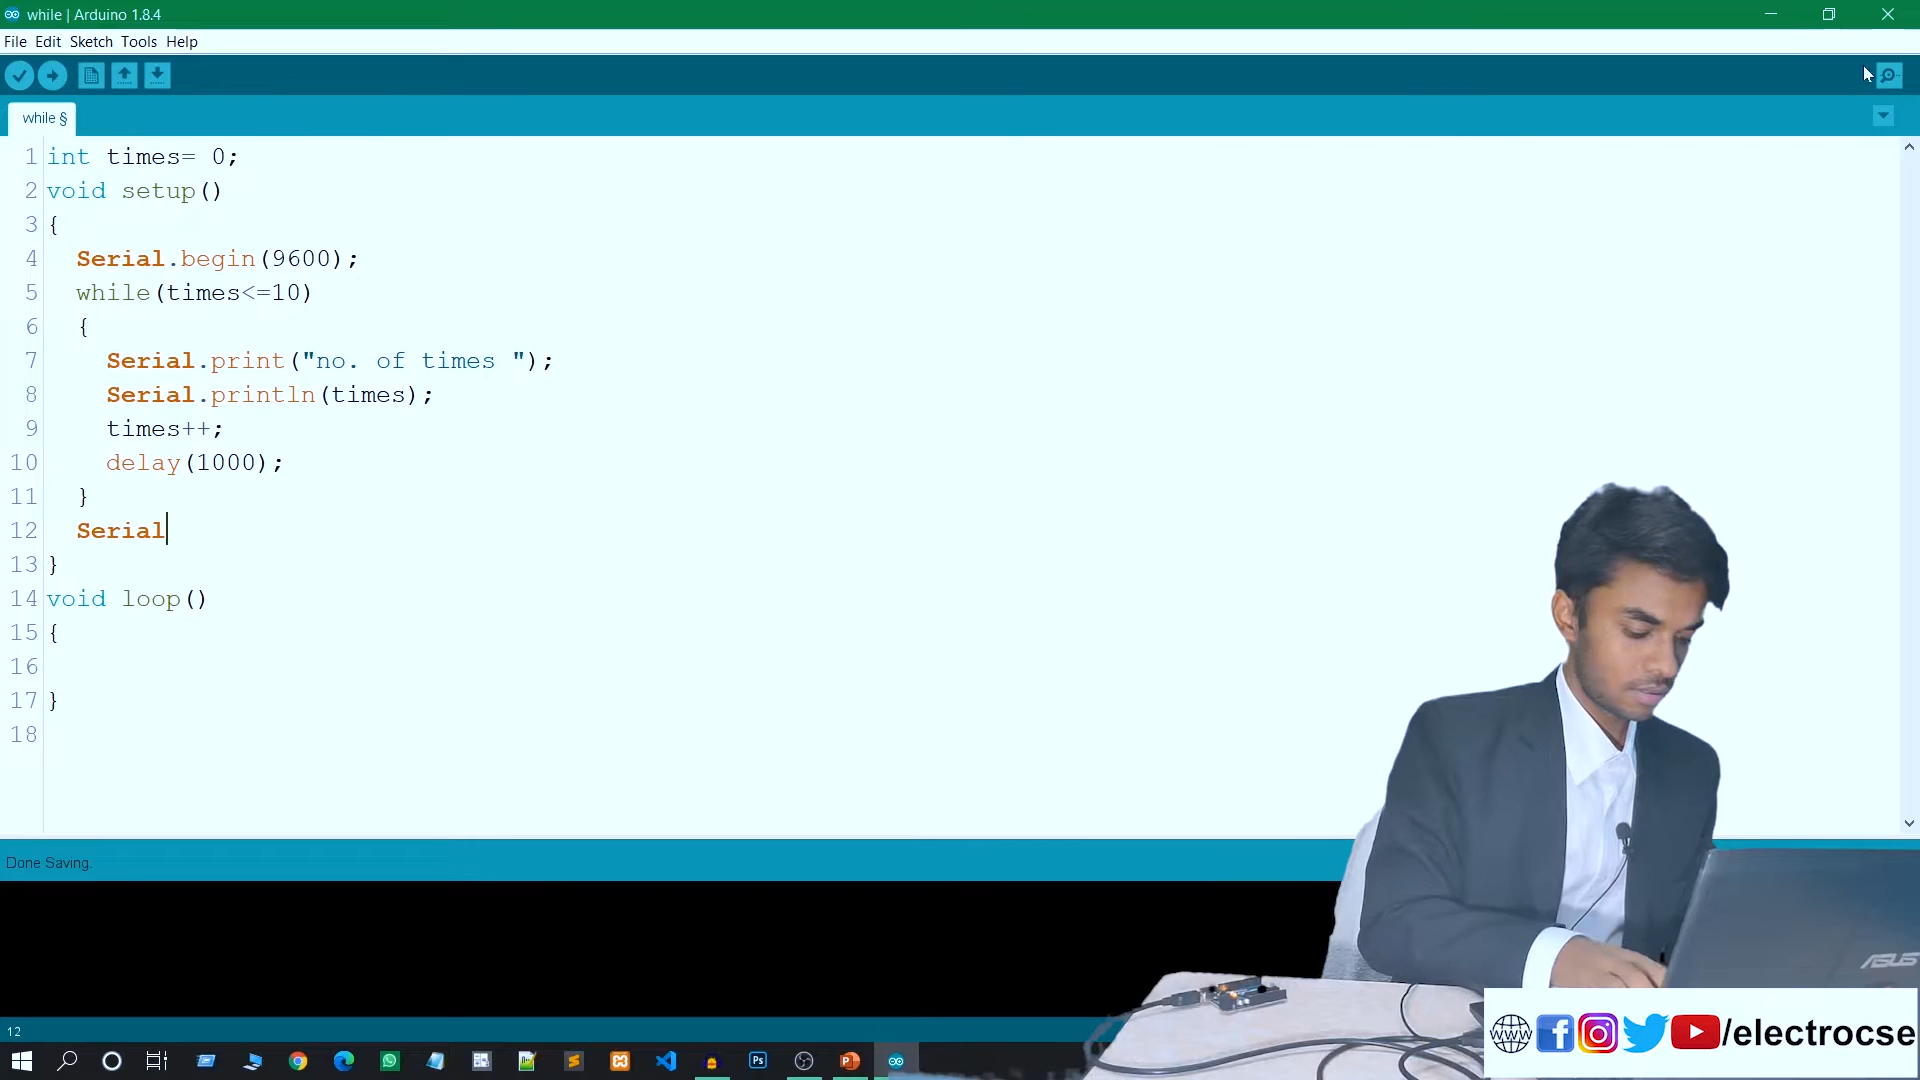 while | Arduino 1.8.4
File Edit Sketch Tools Help
while §
1 int times= 0;
2 void setup()
3 {
4 Serial.begin(9600);
5 while(times<=10)
6 {
7 Serial.print("no. of times ");
8 Serial.println(times);
9 times++;
10 delay(1000);
11 }
12 Serial
13 }
14 void loop()
15 {
16
17 }
18
Done Saving.
12
Ps
ASUS
www
/electrocse